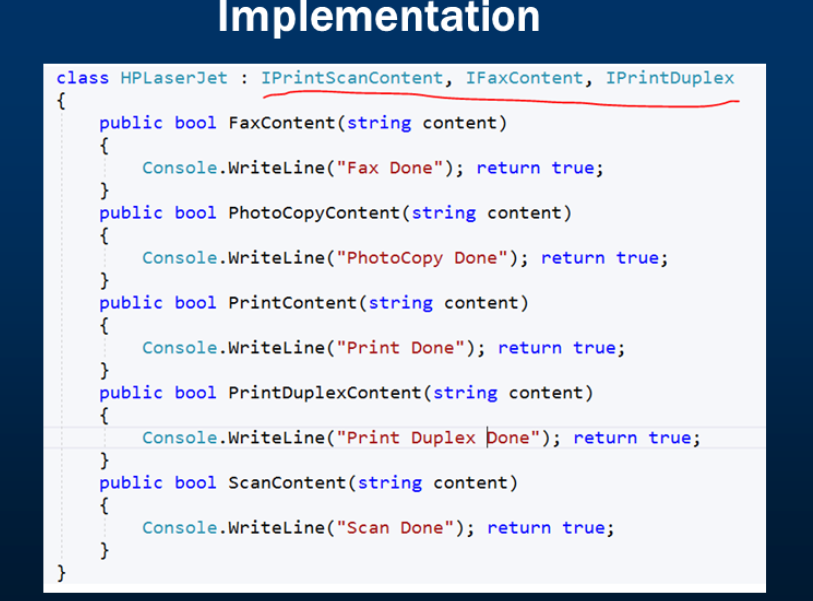 Implementation
class HPLaserJet : IPrintScanContent, IFaxContent, IPrintDuplex
{
public bool FaxContent(string content)
{
Console.WriteLine("Fax Done"); return true;
}
public bool PhotoCopyContent(string content)
{
Console.WriteLine("PhotoCopy Done"); return true;
}
public bool PrintContent(string content)
{
Console.WriteLine("Print Done"); return true;
}
public bool PrintDuplexContent(string content)
{
Console.WriteLine("Print Duplex Done"); return true;
}
public bool ScanContent(string content)
{
Console.WriteLine("Scan Done"); return true;
}
}